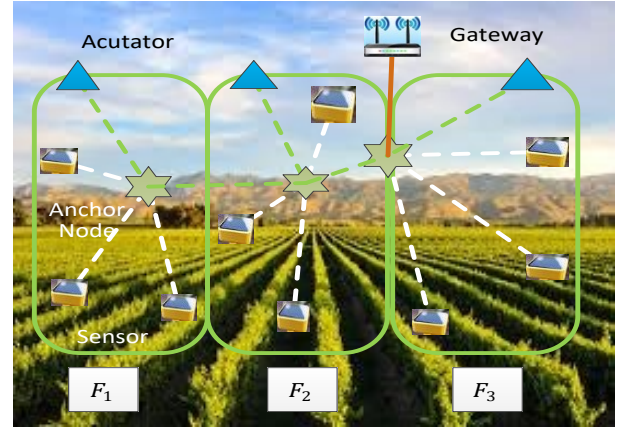 Acutator
Gateway
Anchor
Node
Sensor
F₁
F₂
F₃